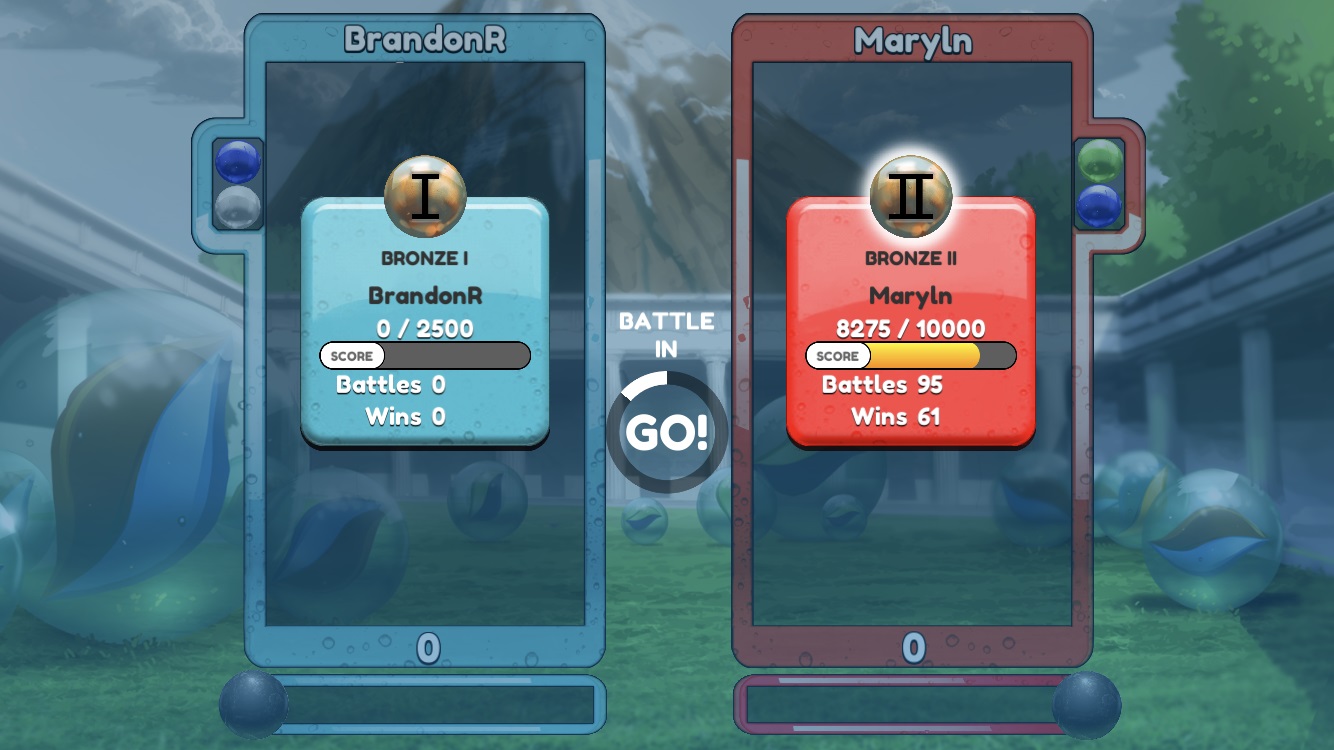 BrandonR
Maryln
I
BRONZE I
BrandonR
0 / 2500
SCORE
Battles 0
Wins 0
BATTLE
IN
GO!
II
BRONZE II
Maryln
8275 / 10000
SCORE
Battles 95
Wins 61
0
0